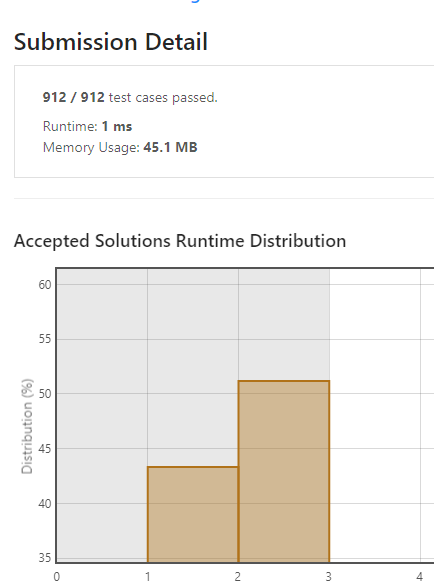 Submission Detail
912 / 912 test cases passed.
Runtime: 1 ms
Memory Usage: 45.1 MB
Accepted Solutions Runtime Distribution
60
55
50
45
40
35
Distribution (%)
0 1 2 3 4